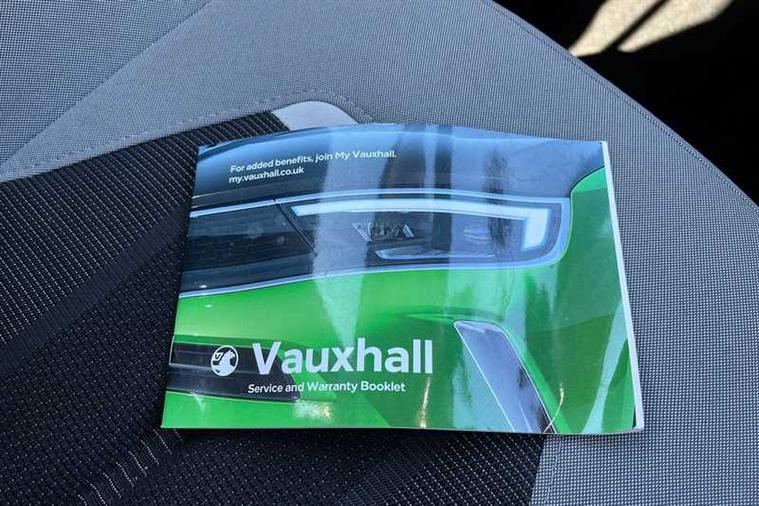 For added benefits, join My Vauxhall.
my.vauxhall.co.uk
Vauxhall
Service and Warranty Booklet